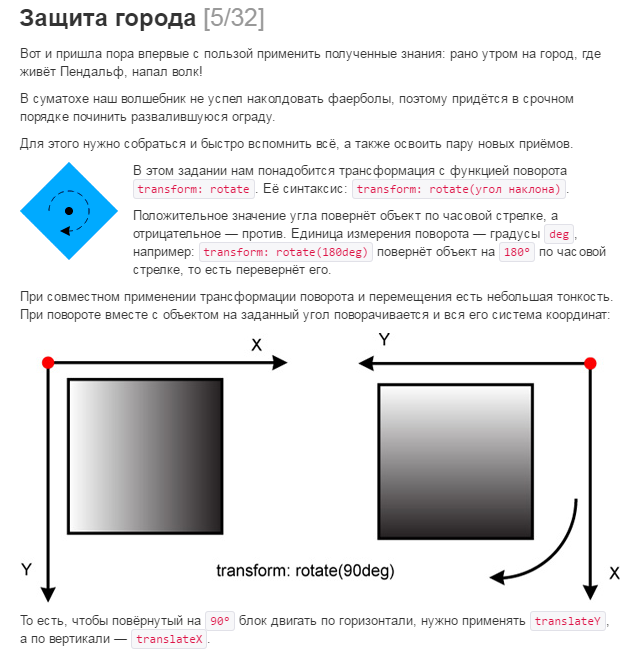 Защита города [5/32]
Вот и пришла пора впервые с пользой применить полученные знания: рано утром на город, где
живёт Пендальф, напал волк!
В суматохе наш волшебник не успел наколдовать фаерболы, поэтому придётся в срочном
порядке починить развалившуюся ограду.
Для этого нужно собраться и быстро вспомнить всё, а также освоить пару новых приёмов.
В этом задании нам понадобится трансформация с функцией поворота
transform: rotate. Её синтаксис: transform: rotate(угол наклона).
Положительное значение угла повернёт объект по часовой стрелке, а
отрицательное — против. Единица измерения поворота — градусы deg,
например: transform: rotate(180deg) повернёт объект на 180° по часовой
стрелке, то есть перевернёт его.
При совместном применении трансформации поворота и перемещения есть небольшая тонкость.
При повороте вместе с объектом на заданный угол поворачивается и вся его система координат:
X
Y
Y
X
transform: rotate(90deg)
То есть, чтобы повёрнутый на 90° блок двигать по горизонтали, нужно применять translateY,
а по вертикали — translateX.